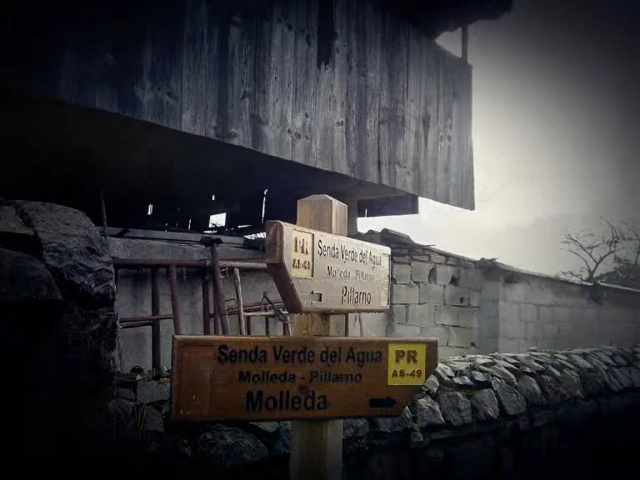 PR
AS-49
Senda Verde del Agua
Molleda - Pillarno
Pillarno
Senda Verde del Agua
Molleda - Pillarno
Molleda
PR
AS-49